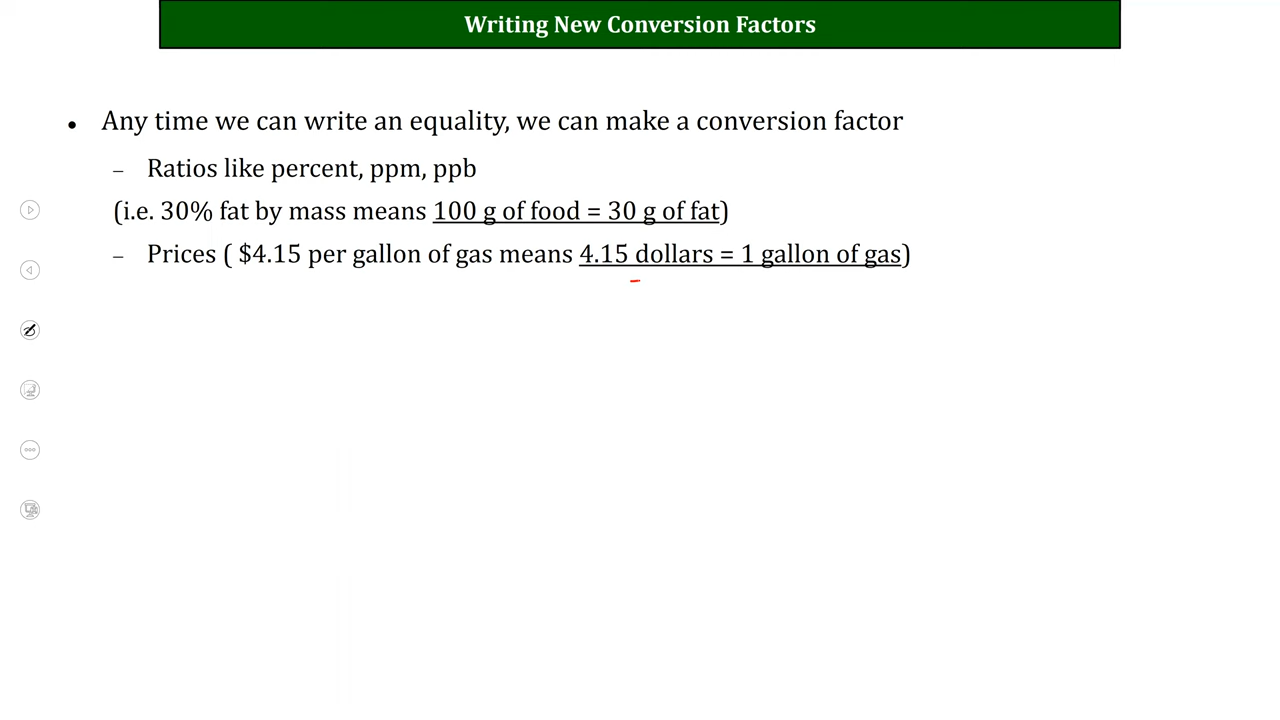 Writing New Conversion Factors
• Any time we can write an equality, we can make a conversion factor
– Ratios like percent, ppm, ppb
(i.e. 30% fat by mass means 100 g of food = 30 g of fat)
– Prices ( $4.15 per gallon of gas means 4.15 dollars = 1 gallon of gas)